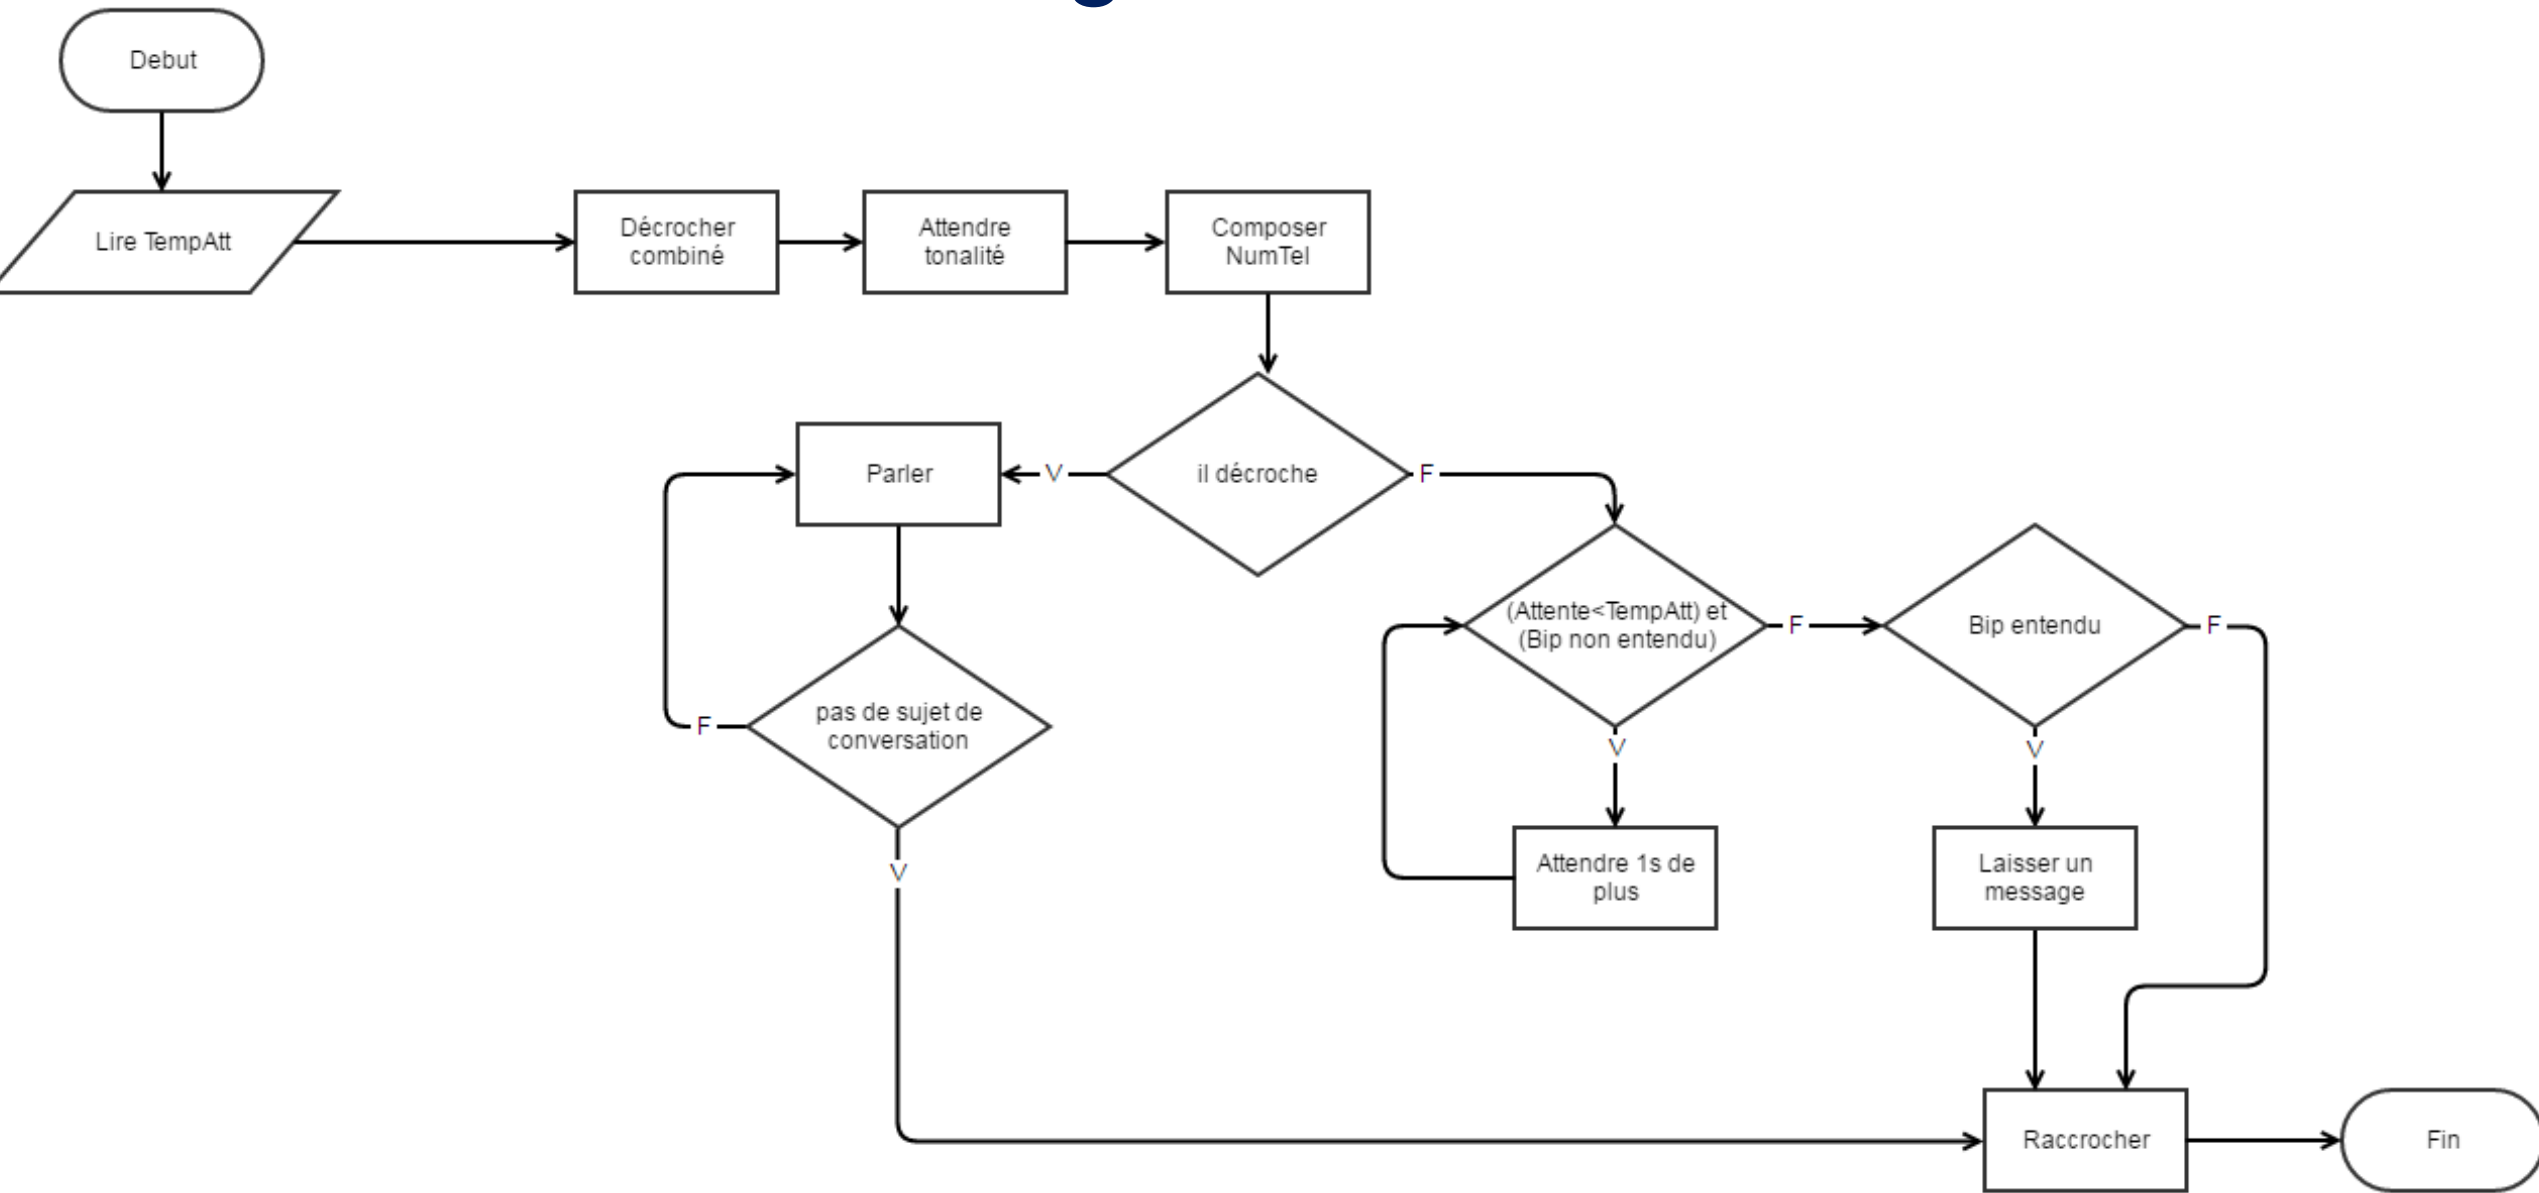 Debut
Lire TempAtt
Décrocher
combiné
Attendre
tonalité
Composer
NumTel
Parler
V
il décroche
F
(Attente<TempAtt) et
(Bip non entendu)
F
Bip entendu
F
pas de sujet de
conversation
F
V
V
V
Attendre 1s de
plus
Laisser un
message
Raccrocher
Fin